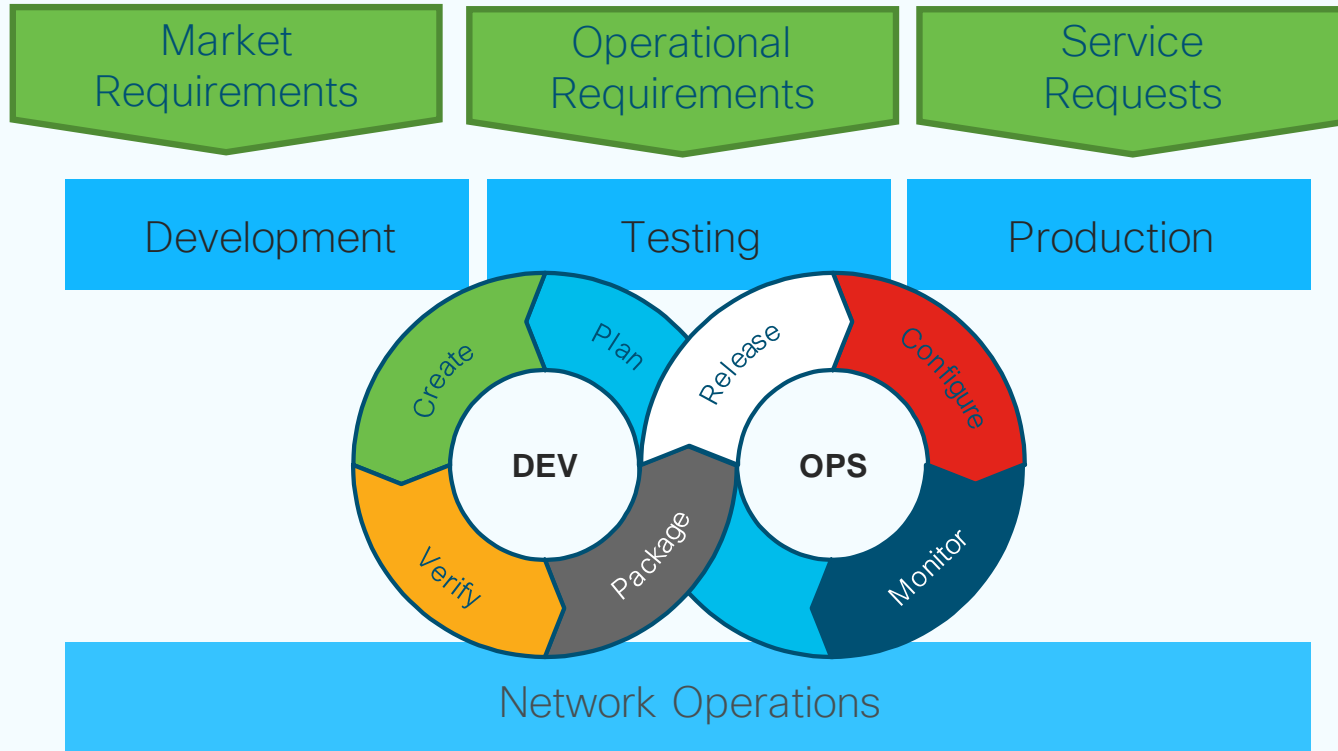 Market
Requirements
Operational
Requirements
Service
Requests
Development
Testing
Production
Plan
Create
Verify
Package
Release
Configure
Monitor
DEV
OPS
Network Operations